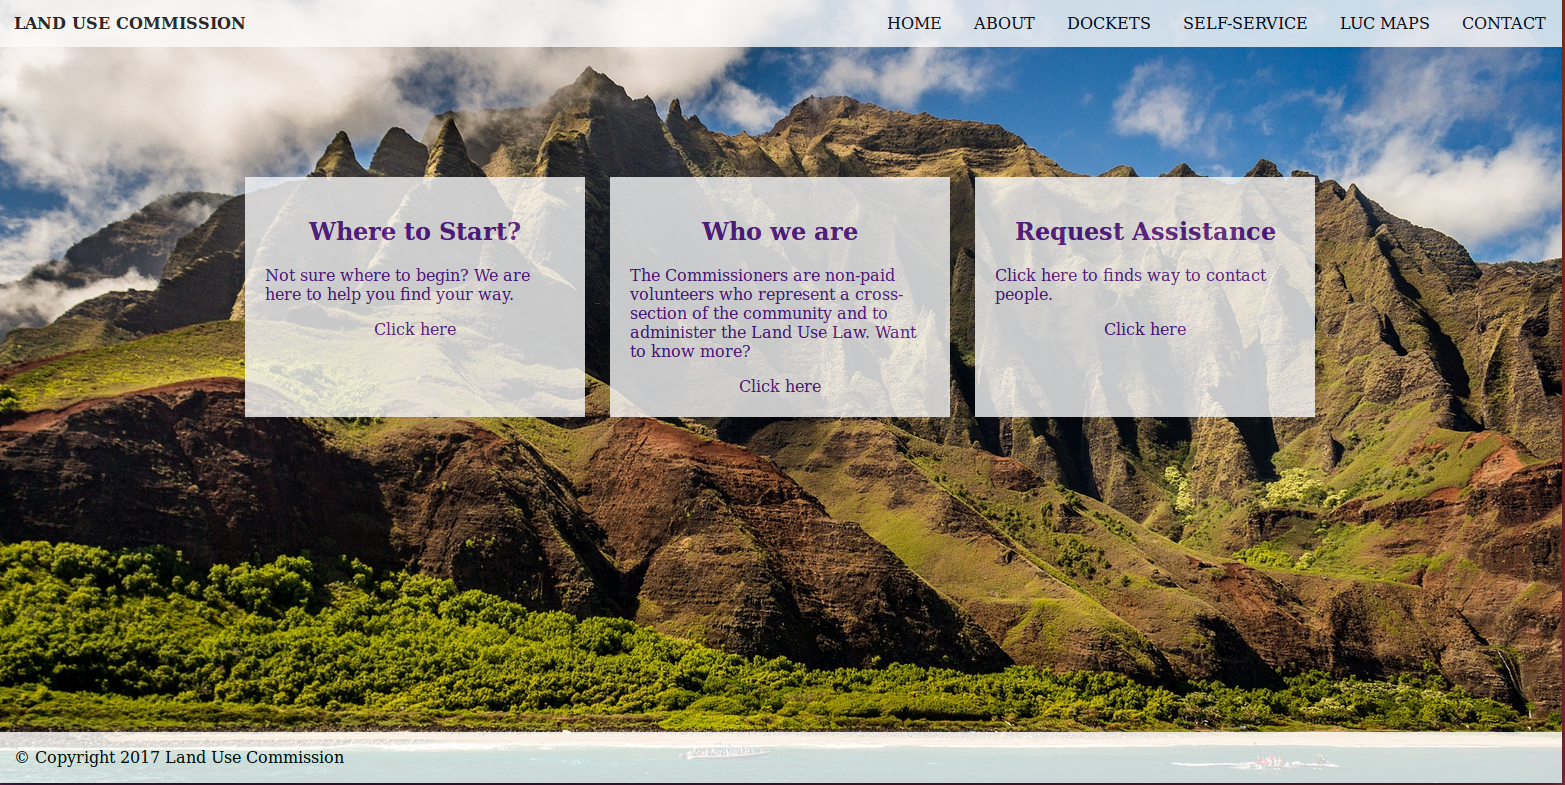 LAND USE COMMISSION
HOME ABOUT DOCKETS SELF-SERVICE LUC MAPS CONTACT
Where to Start?
Not sure where to begin? We are
here to help you find your way.
Click here
Who we are
The Commissioners are non-paid
volunteers who represent a cross-
section of the community and to
administer the Land Use Law. Want
to know more?
Click here
Request Assistance
Click here to finds way to contact
people.
Click here
© Copyright 2017 Land Use Commission